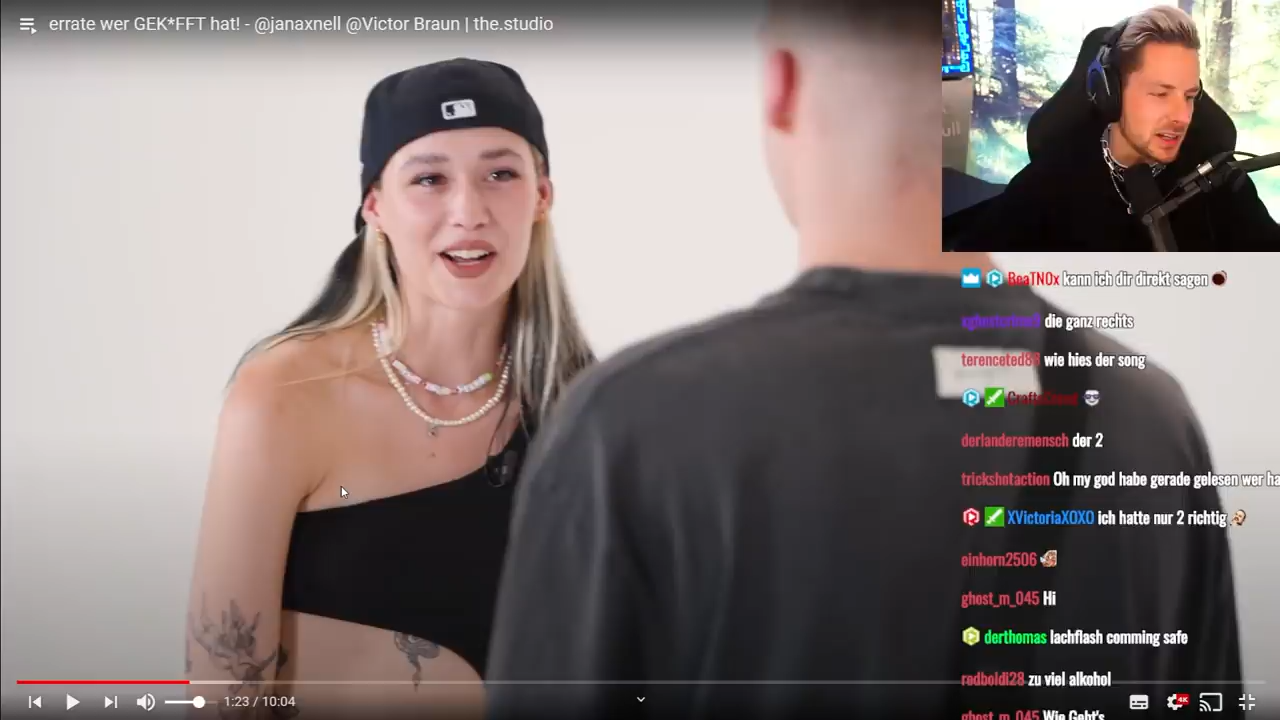 errate wer GEK*FFT hat! - @janaxnell @Victor Braun | the.studio
BeaTN0x kann ich dir direkt sagen
die ganz rechts
terenceted83 wie hies der song
derlanderemensch der 2
trickshotaction Oh my god habe gerade gelesen wer ha
XVictoriaXOXO ich hatte nur 2 richtig
einhorn2506
ghost_m_045 Hi
derthomas lachflash comming safe
redboldi28 zu viel alkohol
ghost_m_045 Wie Geht's
1:23 / 10:04
4K